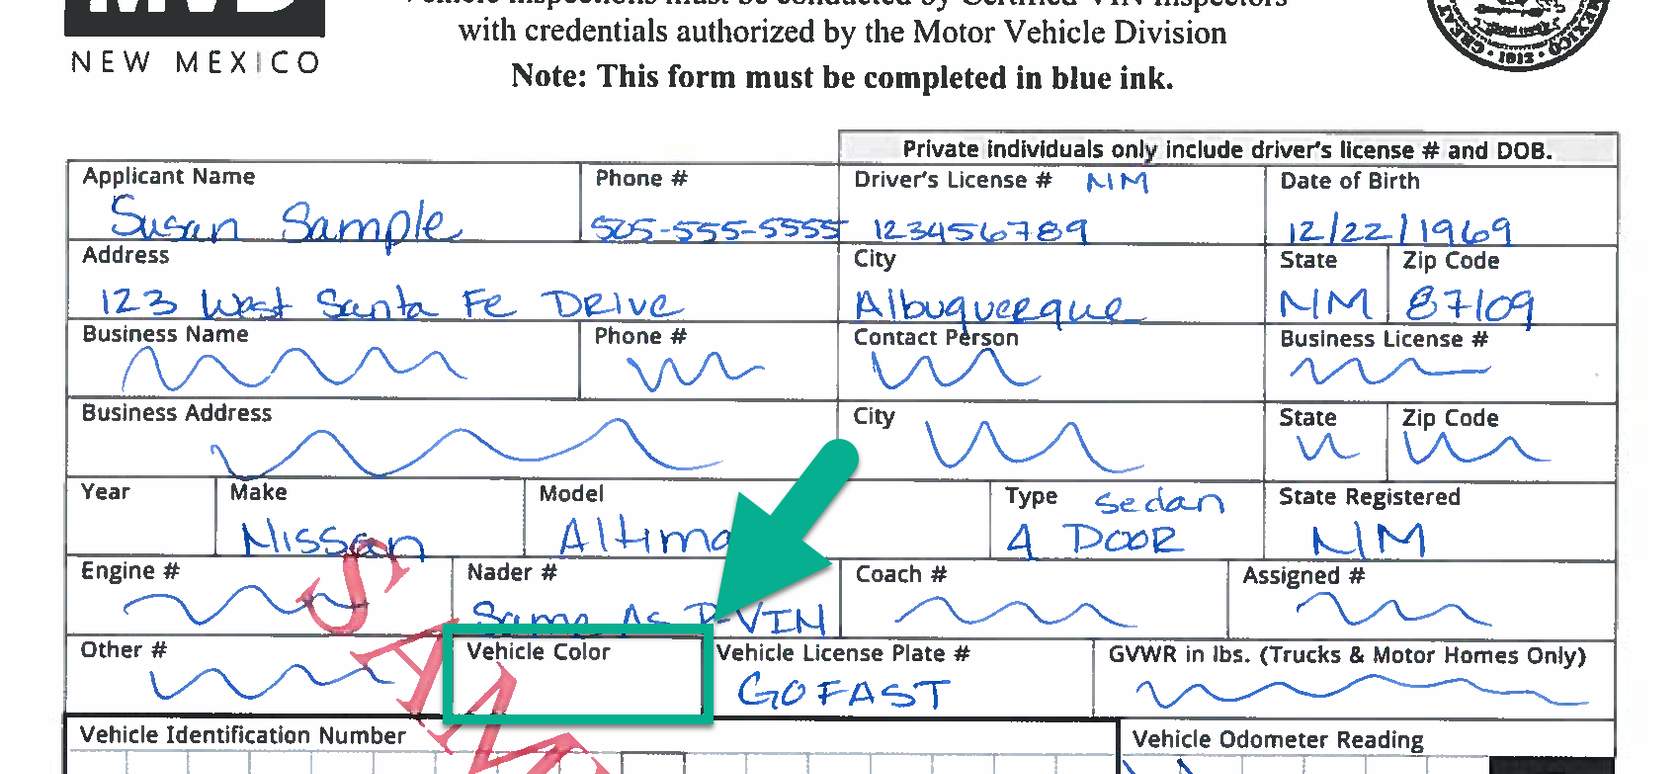 MVD
NEW MEXICO
Vehicle inspections must be conducted by Certified VIN Inspectors
with credentials authorized by the Motor Vehicle Division
Note: This form must be completed in blue ink.
MEXICO
GREAT
1912
Private individuals only include driver's license # and DOB.
Applicant Name Phone # Driver's License # NM Date of Birth
Susan Sample 505-555-5555 123456789 12/22/1969
Address City State Zip Code
123 West Santa Fe Drive Albuquerque NM 87109
Business Name Phone # Contact Person Business License #
Business Address City State Zip Code
Year Make Model Type Sedan State Registered
Nissan Altima 4 DOOR NM
Engine # Nader # Coach # Assigned #
Same As P-VIN
Other # Vehicle Color Vehicle License Plate # GVWR in lbs. (Trucks & Motor Homes Only)
GOFAST
SAM
Vehicle Identification Number Vehicle Odometer Reading